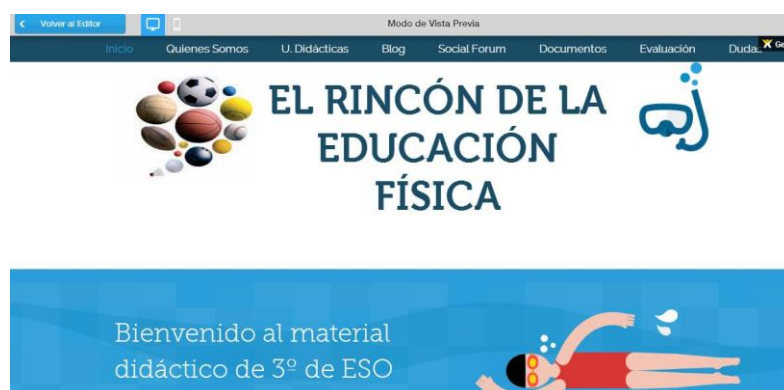 Volver al Editor
Modo de Vista Previa
Inicio Quienes Somos U. Didácticas Blog Social Forum Documentos Evaluación
EL RINCÓN DE LA
EDUCACIÓN
FÍSICA
Bienvenido al material
didáctico de 3º de ESO